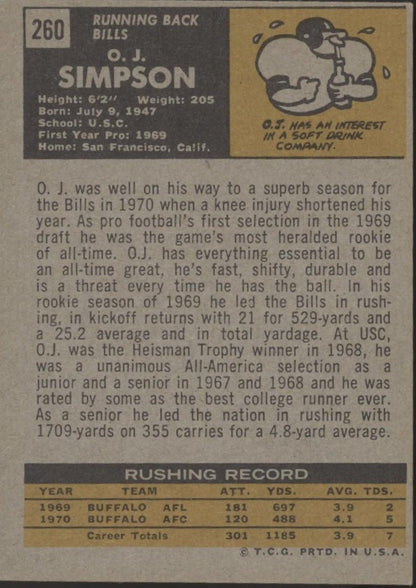 260
RUNNING BACK
BILLS
O. J.
SIMPSON
Height: 6'2" Weight: 205
Born: July 9, 1947
School: U.S.C.
First Year Pro: 1969
Home: San Francisco, Calif.
O.J. HAS AN INTEREST
IN A SOFT DRINK
COMPANY.
O. J. was well on his way to a superb season for
the Bills in 1970 when a knee injury shortened his
year. As pro football's first selection in the 1969
draft he was the game's most heralded rookie
of all-time. O.J. has everything essential to be
an all-time great, he's fast, shifty, durable and
is a threat every time he has the ball. In his
rookie season of 1969 he led the Bills in rush-
ing, in kickoff returns with 21 for 529-yards and
a 25.2 average and in total yardage. At USC,
O.J. was the Heisman Trophy winner in 1968, he
was a unanimous All-America selection as a
junior and a senior in 1967 and 1968 and he was
rated by some as the best college runner ever.
As a senior he led the nation in rushing with
1709-yards on 355 carries for a 4.8-yard average.
RUSHING RECORD
YEAR TEAM ATT. YDS. AVG. TDS.
1969 BUFFALO AFL 181 697 3.9 2
1970 BUFFALO AFC 120 488 4.1 5
Career Totals 301 1185 3.9 7
© T.C.G. PRTD. IN U.S.A.